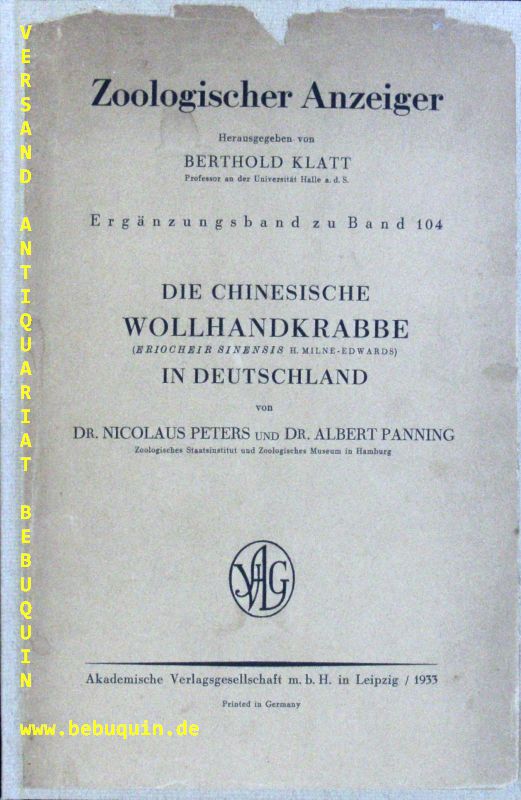 Zoologischer Anzeiger
Herausgegeben von
BERTHOLD KLATT
Professor an der Universität Halle a. d. S.
Ergänzungsband zu Band 104
DIE CHINESISCHE
WOLLHANDKRABBE
(ERIOCHEIR SINENSIS H. MILNE-EDWARDS)
IN DEUTSCHLAND
von
DR. NICOLAUS PETERS UND DR. ALBERT PANNING
Zoologisches Staatsinstitut und Zoologisches Museum in Hamburg
AVLG
Akademische Verlagsgesellschaft m. b. H. in Leipzig / 1933
Printed in Germany
VERSAND ANTIQUARIAT BEBUQUIN
www.bebuquin.de